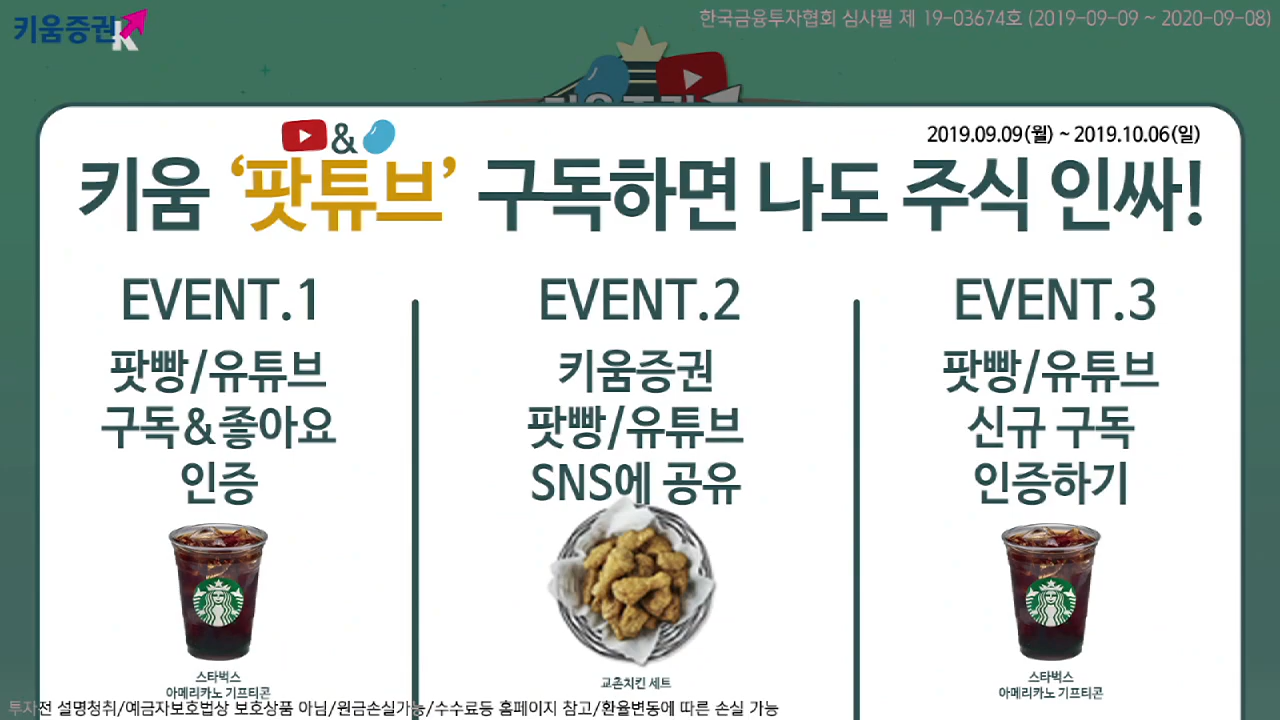 키움증권
한국금융투자협회 심사필 제 19-03674호 (2019-09-09 ~ 2020-09-08)
&
2019.09.09(월) ~ 2019.10.06(일)
키움 ‘팟튜브’ 구독하면 나도 주식 인싸!
EVENT.1
팟빵/유튜브
구독&좋아요
인증
스타벅스
아메리카노 기프티콘
EVENT.2
키움증권
팟빵/유튜브
SNS에 공유
교촌치킨 세트
EVENT.3
팟빵/유튜브
신규 구독
인증하기
스타벅스
아메리카노 기프티콘
투자전 설명청취/예금자보호법상 보호상품 아님/원금손실가능/수수료등 홈페이지 참고/환율변동에 따른 손실 가능